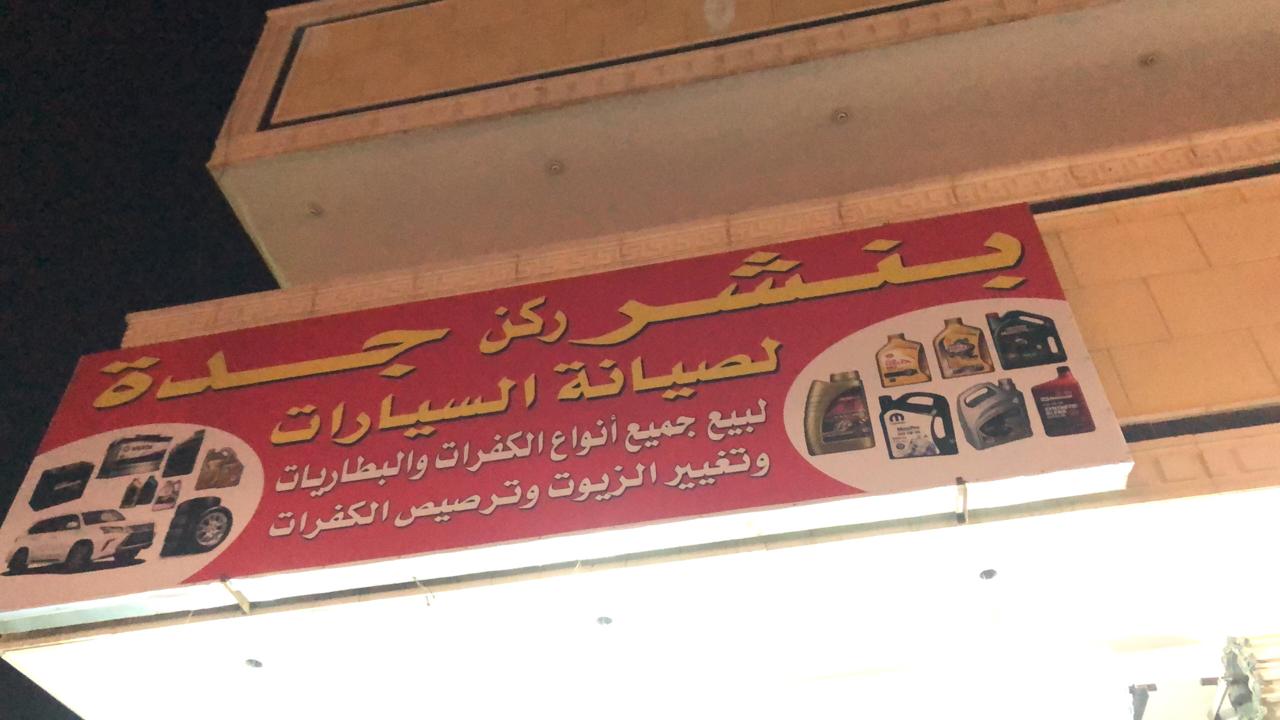 بنشر ركن جدة
لصيانة السيارات
لبيع جميع أنواع الكفرات والبطاريات
وتغيير الزيوت وترصيص الكفرات